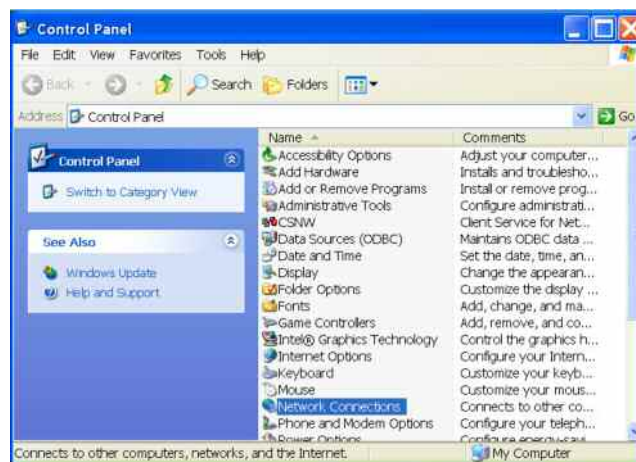 Control Panel
File Edit View Favorites Tools Help
Back Search Folders
Address Control Panel Go
Control Panel
Switch to Category View
See Also
Windows Update
Help and Support
Name Comments
Accessibility Options Adjust your computer...
Add Hardware Installs and troublesho...
Add or Remove Programs Install or remove prog...
Administrative Tools Configure administrati...
CSNW Client Service for Net...
Data Sources (ODBC) Maintains ODBC data ...
Date and Time Set the date, time, an...
Display Change the appearan...
Folder Options Customize the display ...
Fonts Add, change, and ma...
Game Controllers Add, remove, and co...
Intel® Graphics Technology Control the graphics h...
Internet Options Configure your Intern...
Keyboard Customize your keyb...
Mouse Customize your mous...
Network Connections Connects to other co...
Phone and Modem Options Configure your teleph...
Power Options Configure energy-savi...
Connects to other computers, networks, and the Internet. My Computer